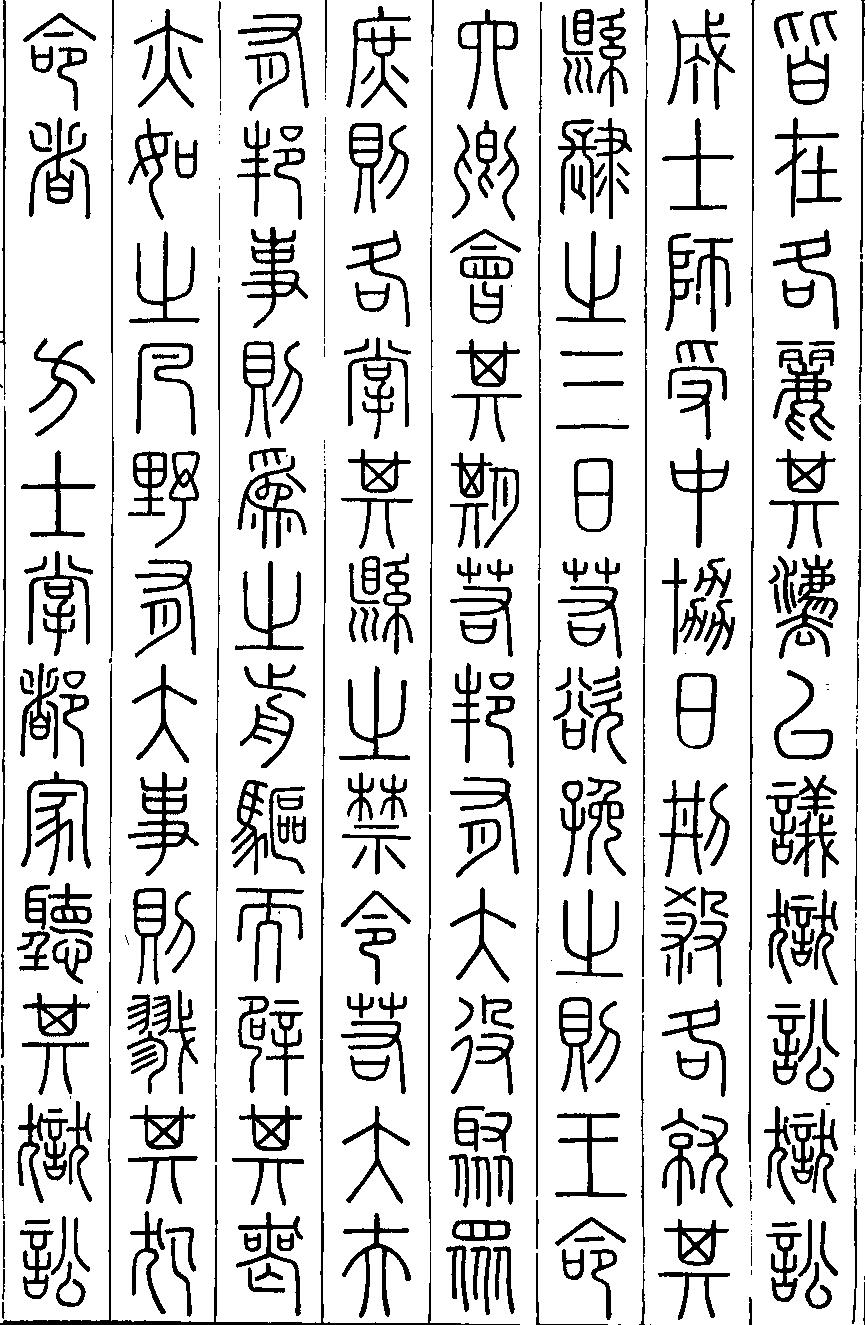 皆在各麗其灋以議獄訟獄訟
成士師受中協日刑殺各就其
縣肆之三日若欲免之則王命
六卿會其期若邦有大役聚眾
庶則各掌其縣之禁令若大夫
有邦事則為之前驅而辟其喪
亦如之凡野有大事則戮其犯
命者　方士掌都家聽其獄訟